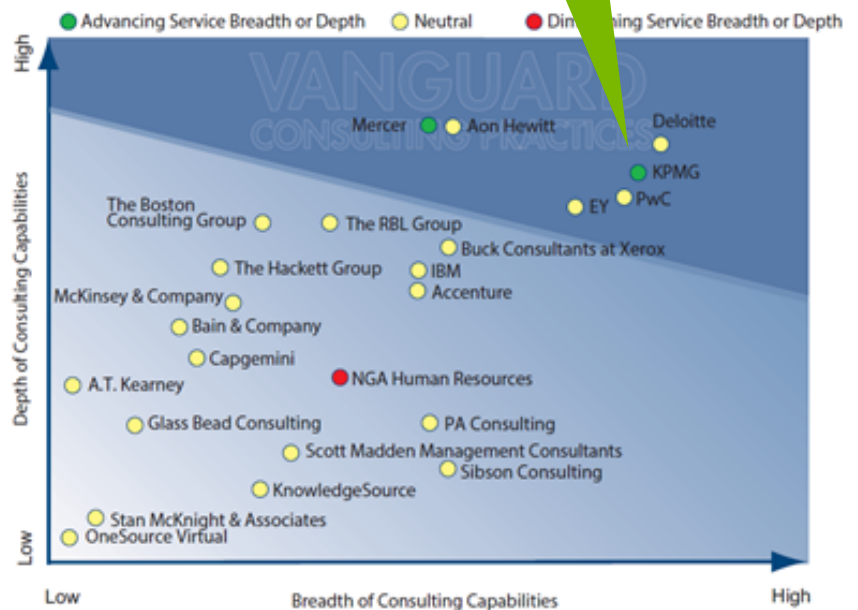 Advancing Service Breadth or Depth
Neutral
Diminishing Service Breadth or Depth
High
VANGUARD
CONSULTING PRACTICES
Mercer
Aon Hewitt
Deloitte
KPMG
PwC
EY
The Boston
Consulting Group
The RBL Group
Buck Consultants at Xerox
The Hackett Group
IBM
McKinsey & Company
Accenture
Bain & Company
Capgemini
NGA Human Resources
A.T. Kearney
Glass Bead Consulting
PA Consulting
Scott Madden Management Consultants
Sibson Consulting
KnowledgeSource
Stan McKnight & Associates
OneSource Virtual
Depth of Consulting Capabilities
Low
Low
Breadth of Consulting Capabilities
High